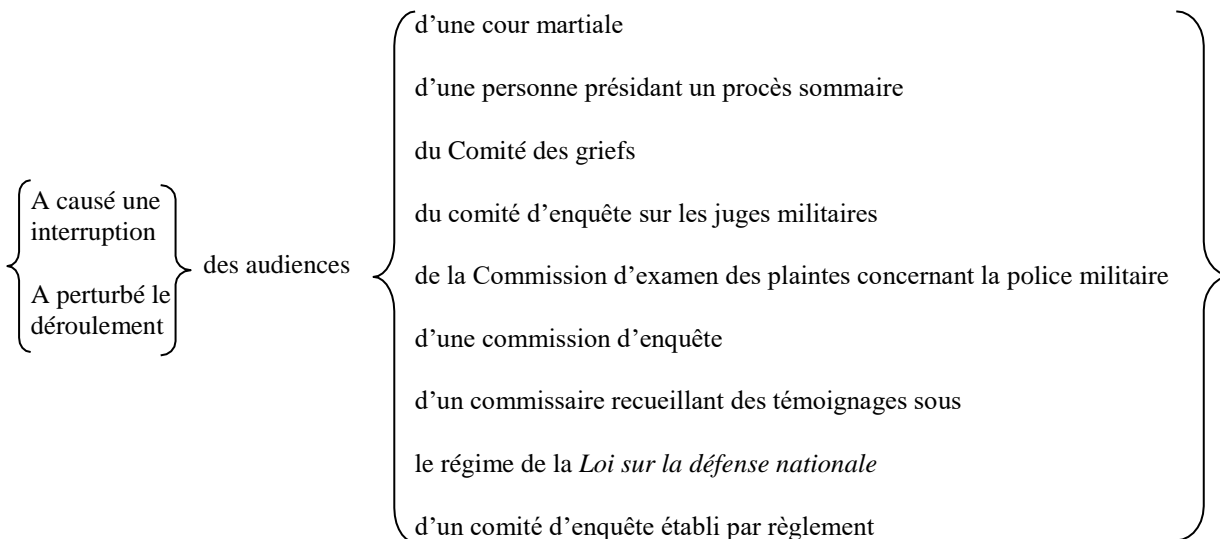 A causé une
interruption
A perturbé le
déroulement
des audiences
d’une cour martiale
d’une personne présidant un procès sommaire
du Comité des griefs
du comité d’enquête sur les juges militaires
de la Commission d’examen des plaintes concernant la police militaire
d’une commission d’enquête
d’un commissaire recueillant des témoignages sous
le régime de la Loi sur la défense nationale
d’un comité d’enquête établi par règlement